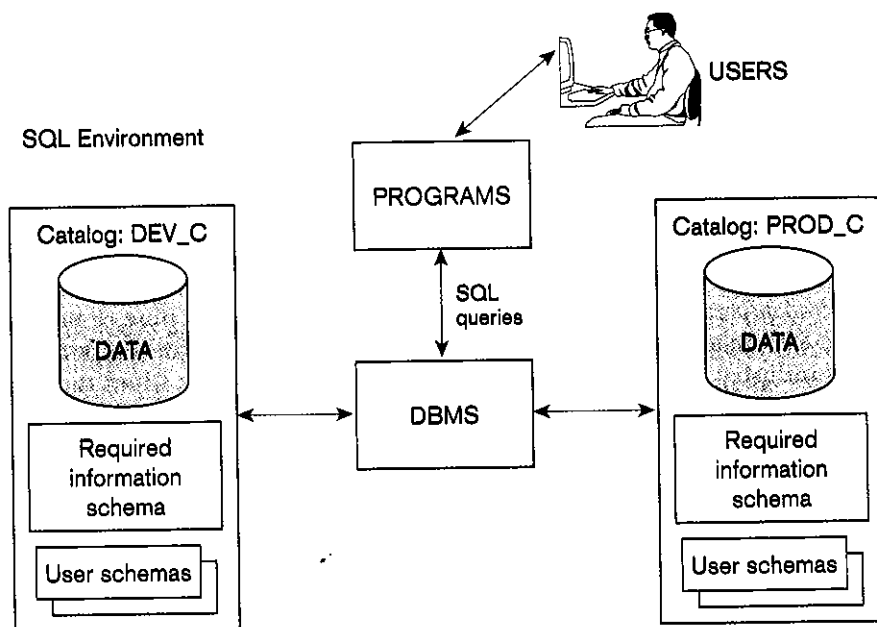 USERS
SQL Environment
PROGRAMS
Catalog: DEV_C
DATA
Required
information
schema
User schemas
SQL
queries
DBMS
Catalog: PROD_C
DATA
Required
information
schema
User schemas